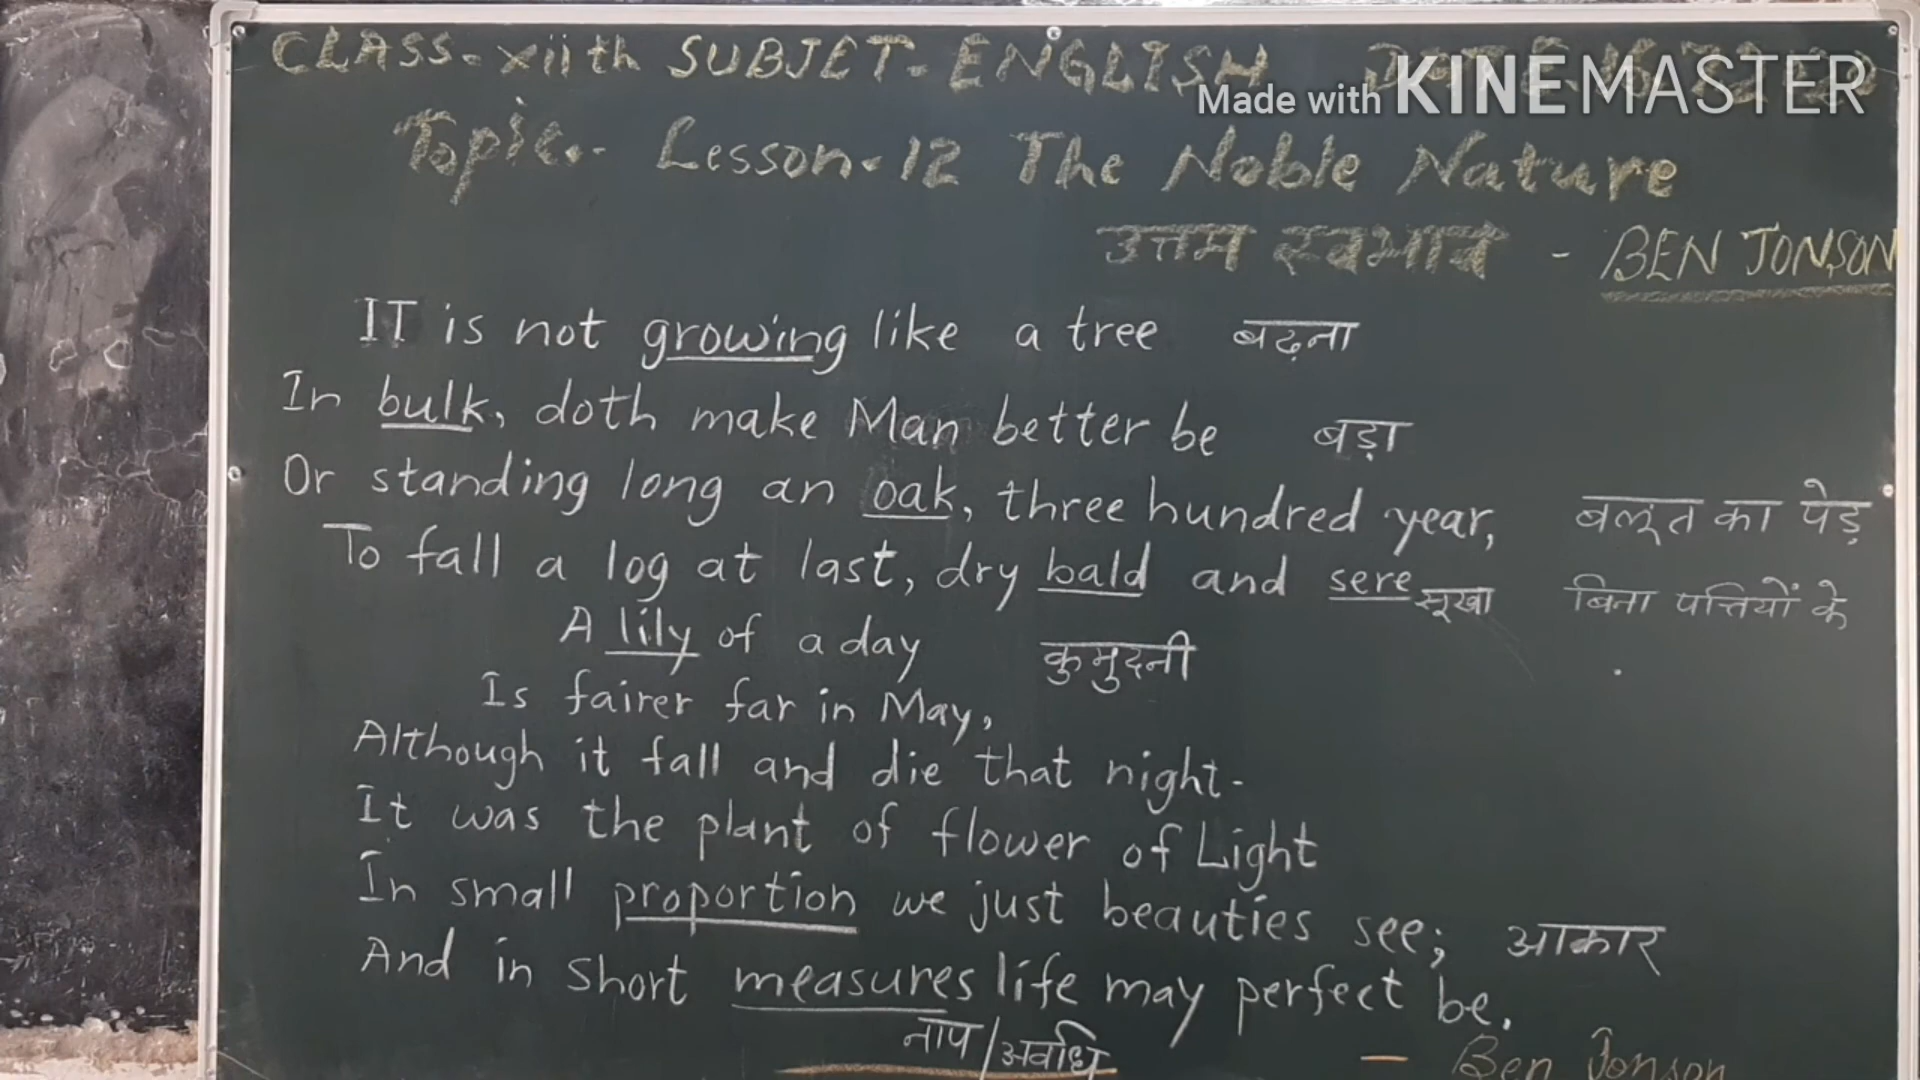 CLASS-xiith SUBJET-ENGLISH
Made with KINEMASTER
Topic-- Lesson-12 The Noble Nature
उत्तम स्वभाव - BEN JONSON
IT is not growing like a tree बढ़ना
In bulk, doth make Man better be बड़ा
Or standing long an oak, three hundred year, बलूत का पेड़
To fall a log at last, dry bald and sere सूखा बिना पत्तियों के
A lily of a day कुमुदनी
Is fairer far in May,
Although it fall and die that night-
It was the plant of flower of Light
In small proportion we just beauties see; आकार
And in short measures life may perfect be.
नाप/अवधि
- Ben Jonson